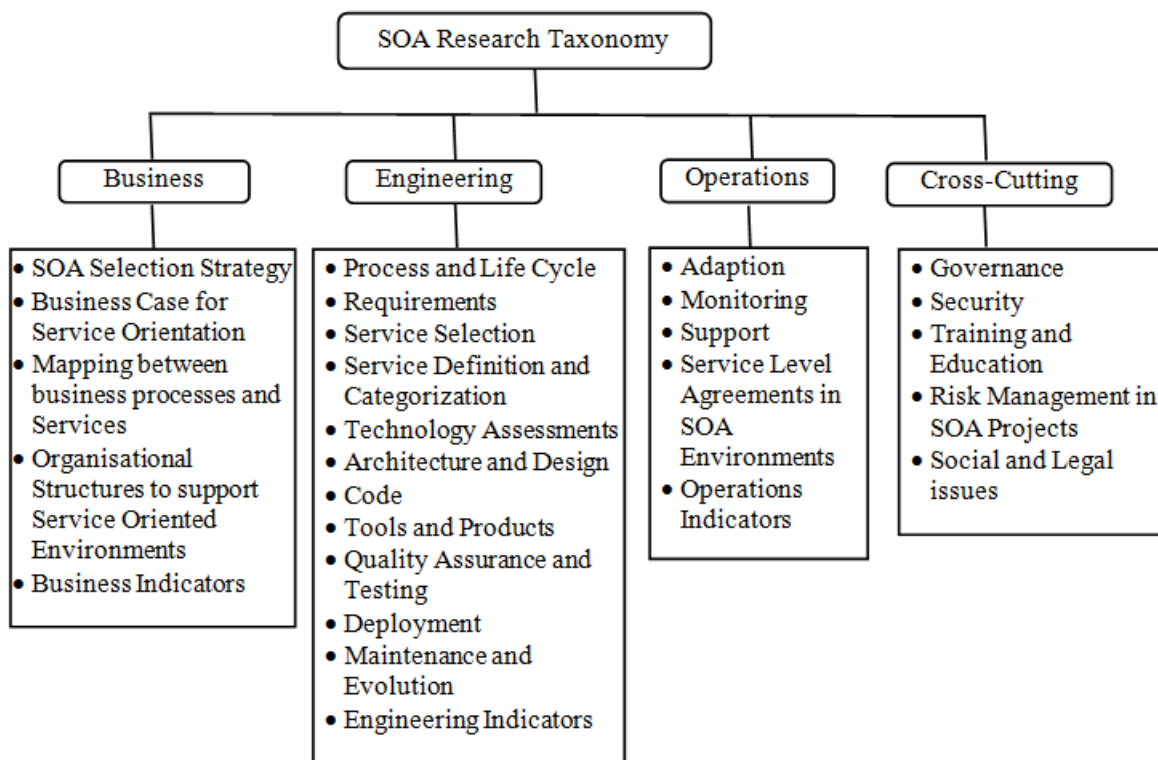 SOA Research Taxonomy
Business
Engineering
Operations
Cross-Cutting
• SOA Selection Strategy
• Business Case for
Service Orientation
• Mapping between
business processes and
Services
• Organisational
Structures to support
Service Oriented
Environments
• Business Indicators
• Process and Life Cycle
• Requirements
• Service Selection
• Service Definition and
Categorization
• Technology Assessments
• Architecture and Design
• Code
• Tools and Products
• Quality Assurance and
Testing
• Deployment
• Maintenance and
Evolution
• Engineering Indicators
• Adaption
• Monitoring
• Support
• Service Level
Agreements in
SOA
Environments
• Operations
Indicators
• Governance
• Security
• Training and
Education
• Risk Management in
SOA Projects
• Social and Legal
issues